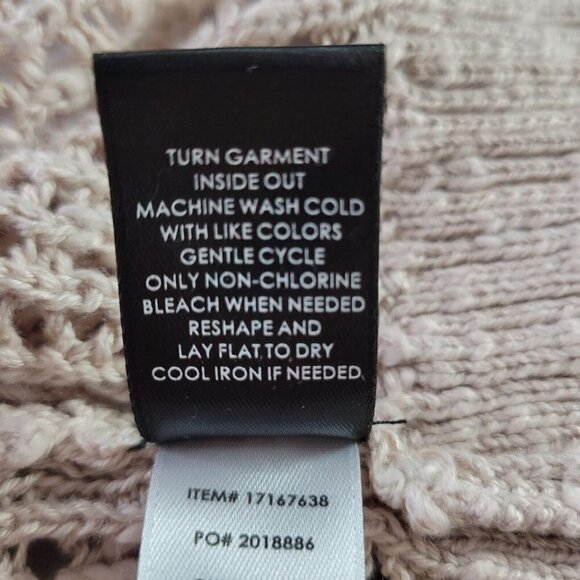 TURN GARMENT
INSIDE OUT
MACHINE WASH COLD
WITH LIKE COLORS
GENTLE CYCLE
ONLY NON-CHLORINE
BLEACH WHEN NEEDED
RESHAPE AND
LAY FLAT TO DRY
COOL IRON IF NEEDED
ITEM# 17167638
PO# 2018886